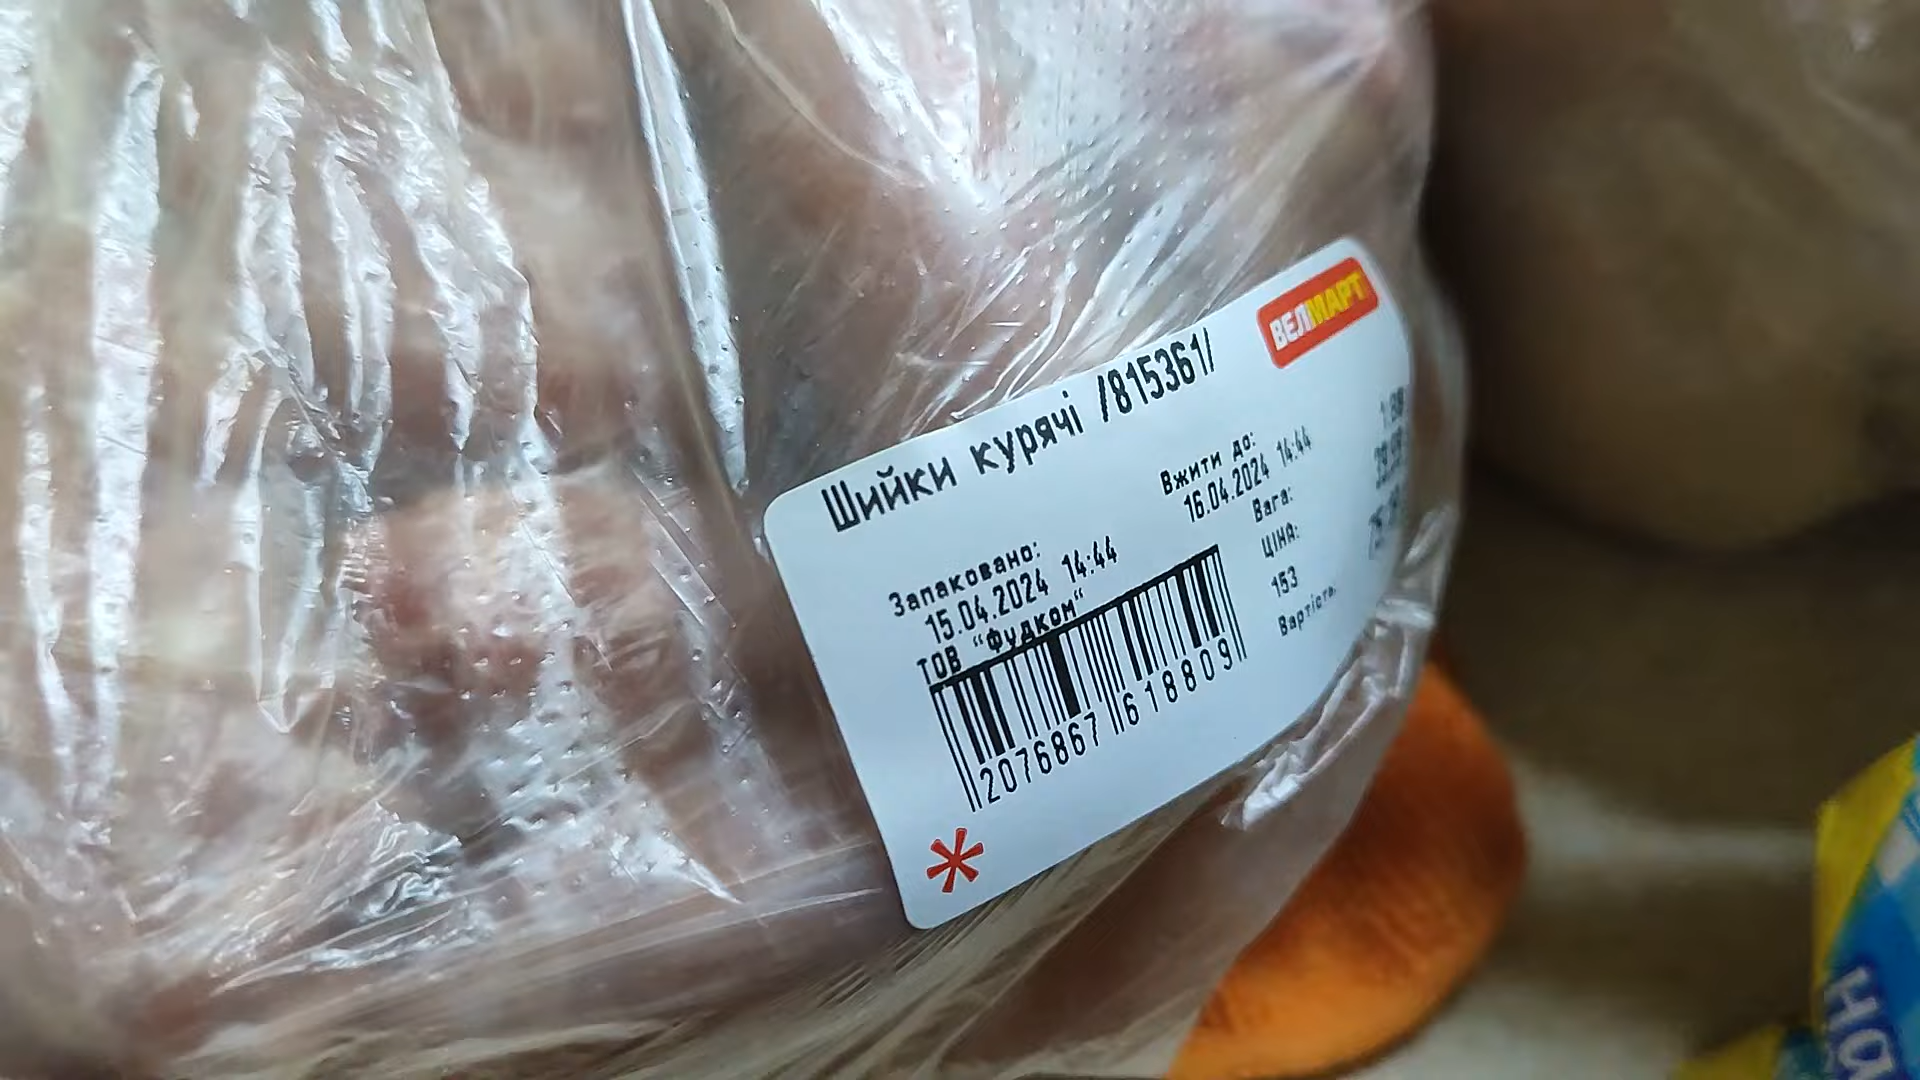 ВЕЛМАРТ
Шийки курячі /815361/
Вжити до:
16.04.2024 14:44
Запаковано:
15.04.2024 14:44
ТОВ "Фудком"
Вага:
ЦІНА:
153
Вартість:
2076867 618809
НО